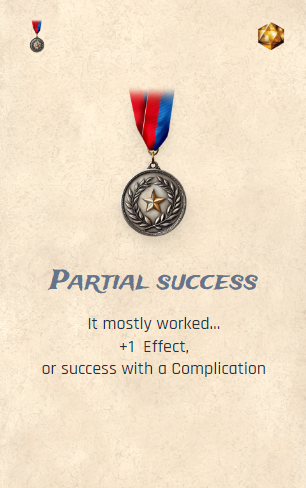 Partial success
It mostly worked...
+1 Effect,
or success with a Complication